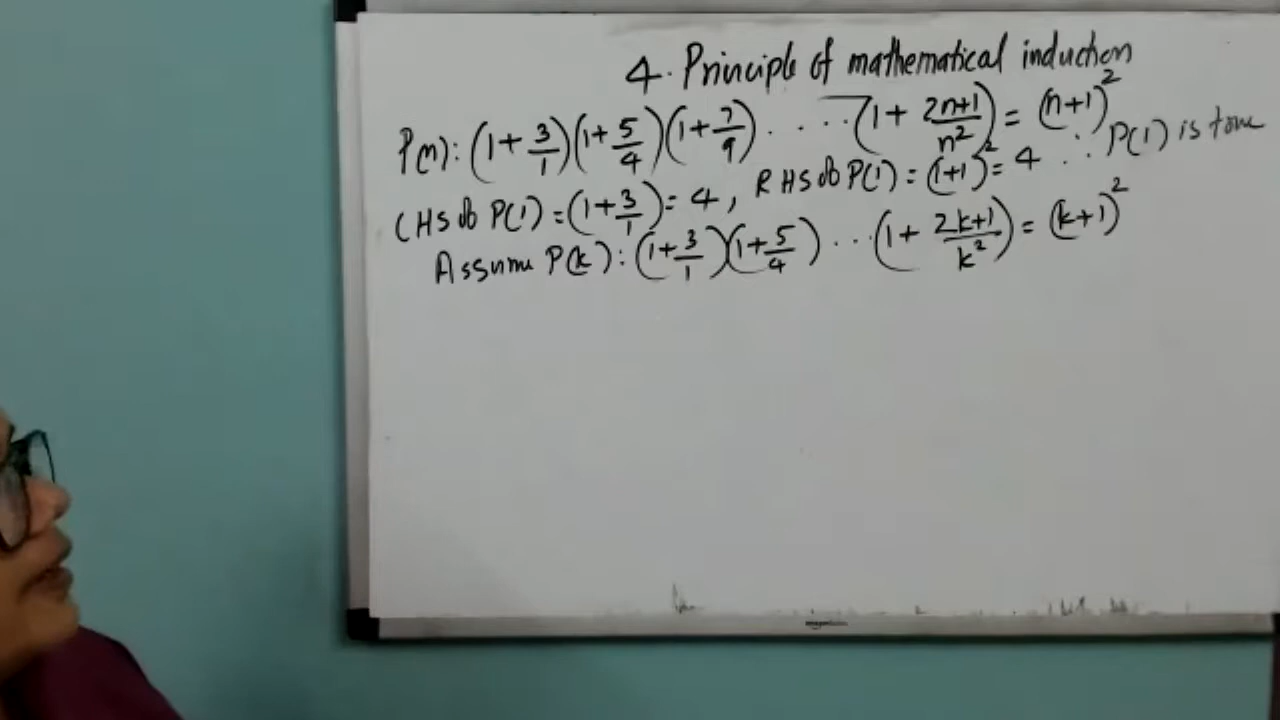 4. Principle of mathematical induction
P(n): (1 + 3/1)(1 + 5/4)(1 + 7/9) ..... (1 + 2n+1/n²) = (n+1)²
LHS of P(1) = (1 + 3/1) = 4, RHS of P(1) = (1+1)² = 4 ∴ P(1) is true
Assume P(k): (1 + 3/1)(1 + 5/4) ... (1 + 2k+1/k²) = (k+1)²